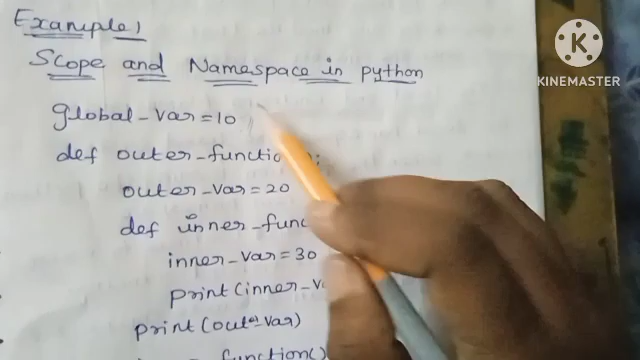 Example 1
Scope and Namespace in python
global-var=10
def outer-functi
outer-var=20
def inner-func
inner-var=30
print(inner-v
print(outer-var)
function()
K
KINEMASTER